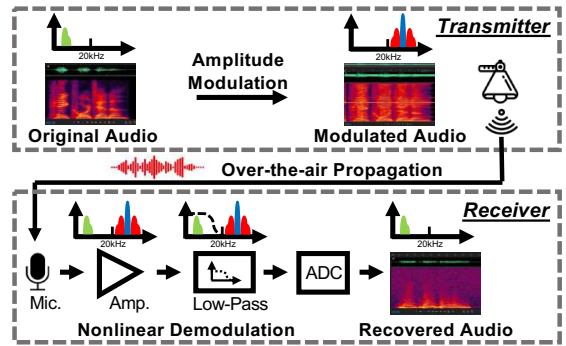 Transmitter
20kHz
Amplitude
Modulation
20kHz
Original Audio
Modulated Audio
Over-the-air Propagation
Receiver
20kHz
20kHz
20kHz
Mic.
Amp.
Low-Pass
ADC
Nonlinear Demodulation
Recovered Audio